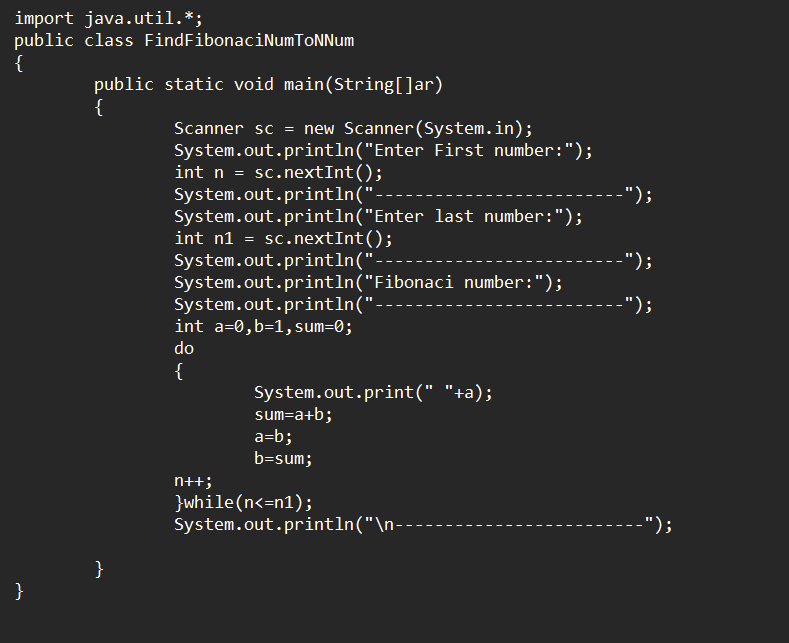 import java.util.*;
public class FindFibonaciNumToNNum
{
        public static void main(String[]ar)
        {
                Scanner sc = new Scanner(System.in);
                System.out.println("Enter First number:");
                int n = sc.nextInt();
                System.out.println("-------------------------");
                System.out.println("Enter last number:");
                int n1 = sc.nextInt();
                System.out.println("-------------------------");
                System.out.println("Fibonaci number:");
                System.out.println("-------------------------");
                int a=0,b=1,sum=0;
                do
                {
                        System.out.print(" "+a);
                        sum=a+b;
                        a=b;
                        b=sum;
                n++;
                }while(n<=n1);
                System.out.println("\n-------------------------");
        }
}